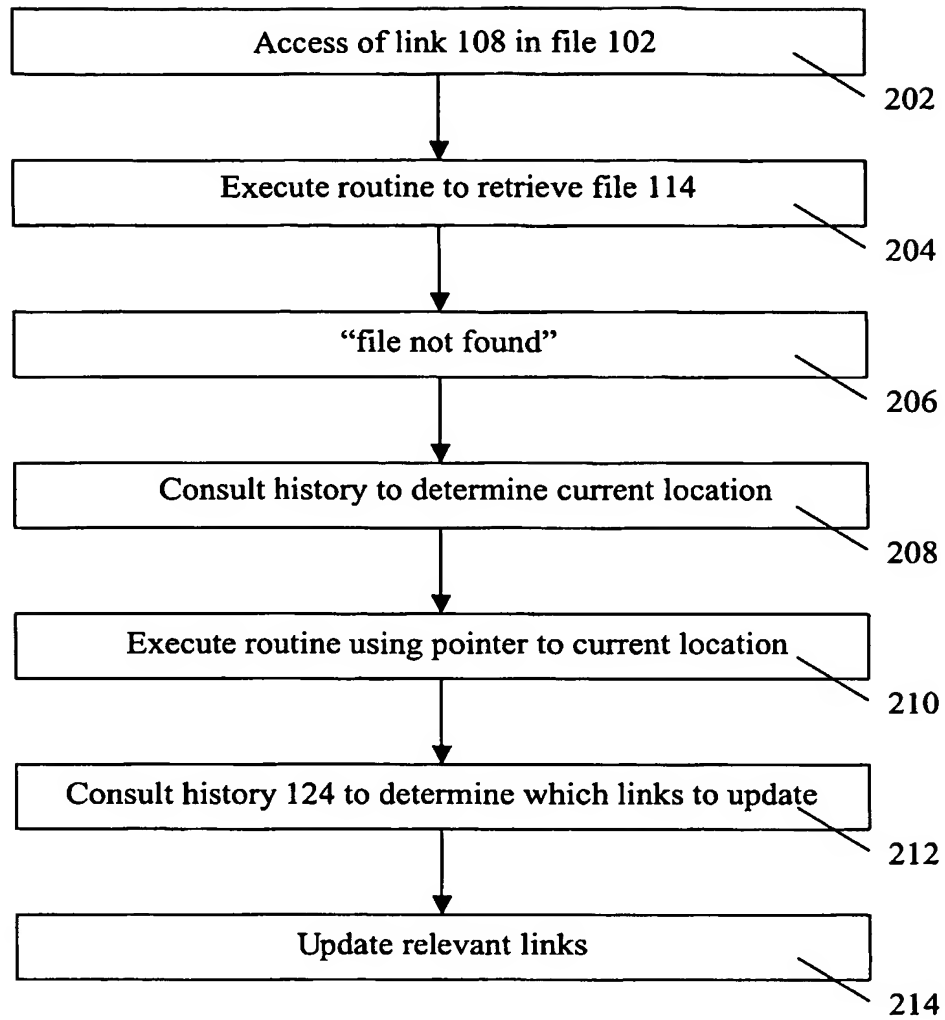 Access of link 108 in file 102
202
Execute routine to retrieve file 114
204
“file not found”
206
Consult history to determine current location
208
Execute routine using pointer to current location
210
Consult history 124 to determine which links to update
212
Update relevant links
214